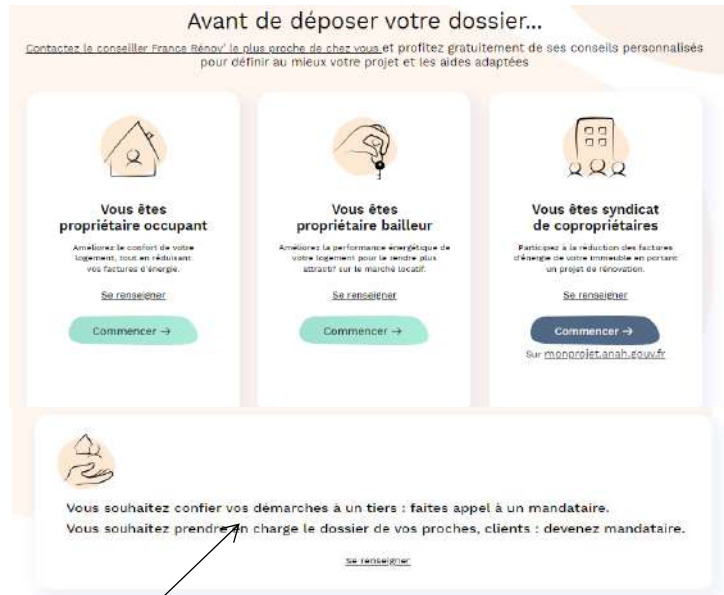 Avant de déposer votre dossier...
Contactez le conseiller France Rénov' le plus proche de chez vous et profitez gratuitement de ses conseils personnalisés
pour définir au mieux votre projet et les aides adaptées
Vous êtes
propriétaire occupant
Améliorez le confort de votre
logement, tout en réduisant
vos factures d'énergie.
Se renseigner
Commencer →
Vous êtes
propriétaire bailleur
Améliorez la performance énergétique de
votre logement pour le rendre plus
attractif sur le marché locatif.
Se renseigner
Commencer →
Vous êtes syndicat
de copropriétaires
Participez à la réduction des factures
d'énergie de votre immeuble en portant
un projet de rénovation.
Se renseigner
Commencer →
Sur monprojet.anah.gouv.fr
Vous souhaitez confier vos démarches à un tiers : faites appel à un mandataire.
Vous souhaitez prendre en charge le dossier de vos proches, clients : devenez mandataire.
Se renseigner